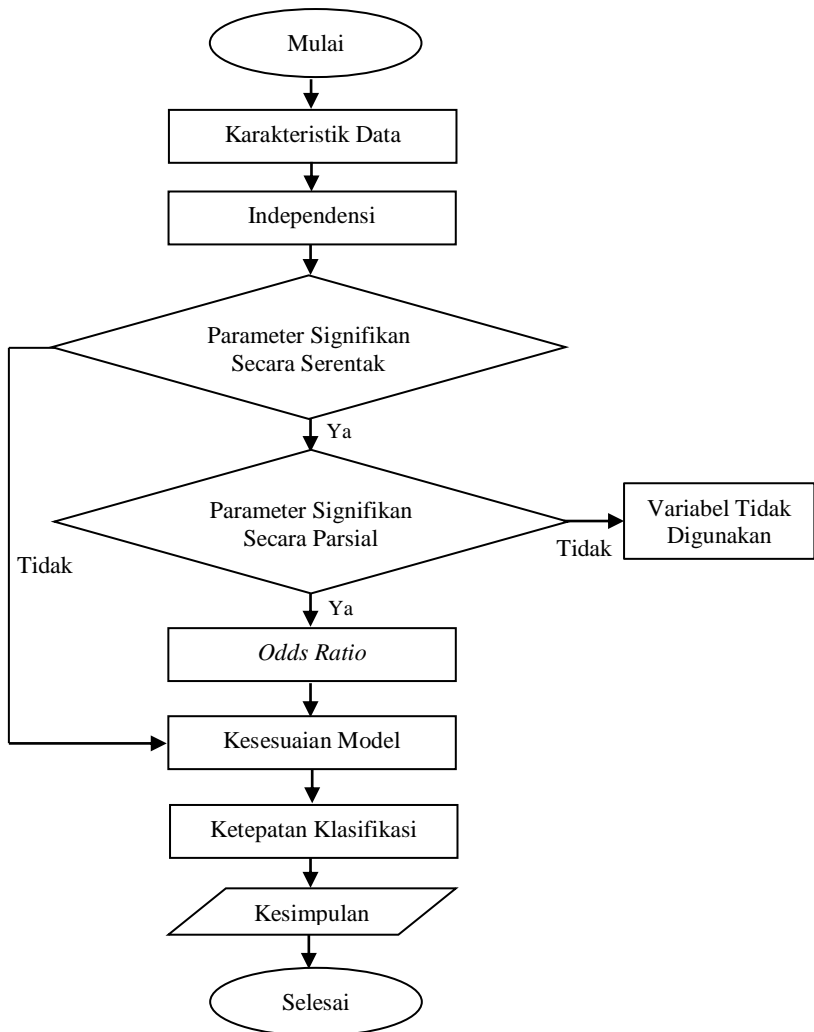 Mulai
Karakteristik Data
Independensi
Parameter Signifikan
Secara Serentak
Ya
Parameter Signifikan
Secara Parsial
Tidak
Variabel Tidak
Digunakan
Tidak
Ya
Odds Ratio
Kesesuaian Model
Ketepatan Klasifikasi
Kesimpulan
Selesai